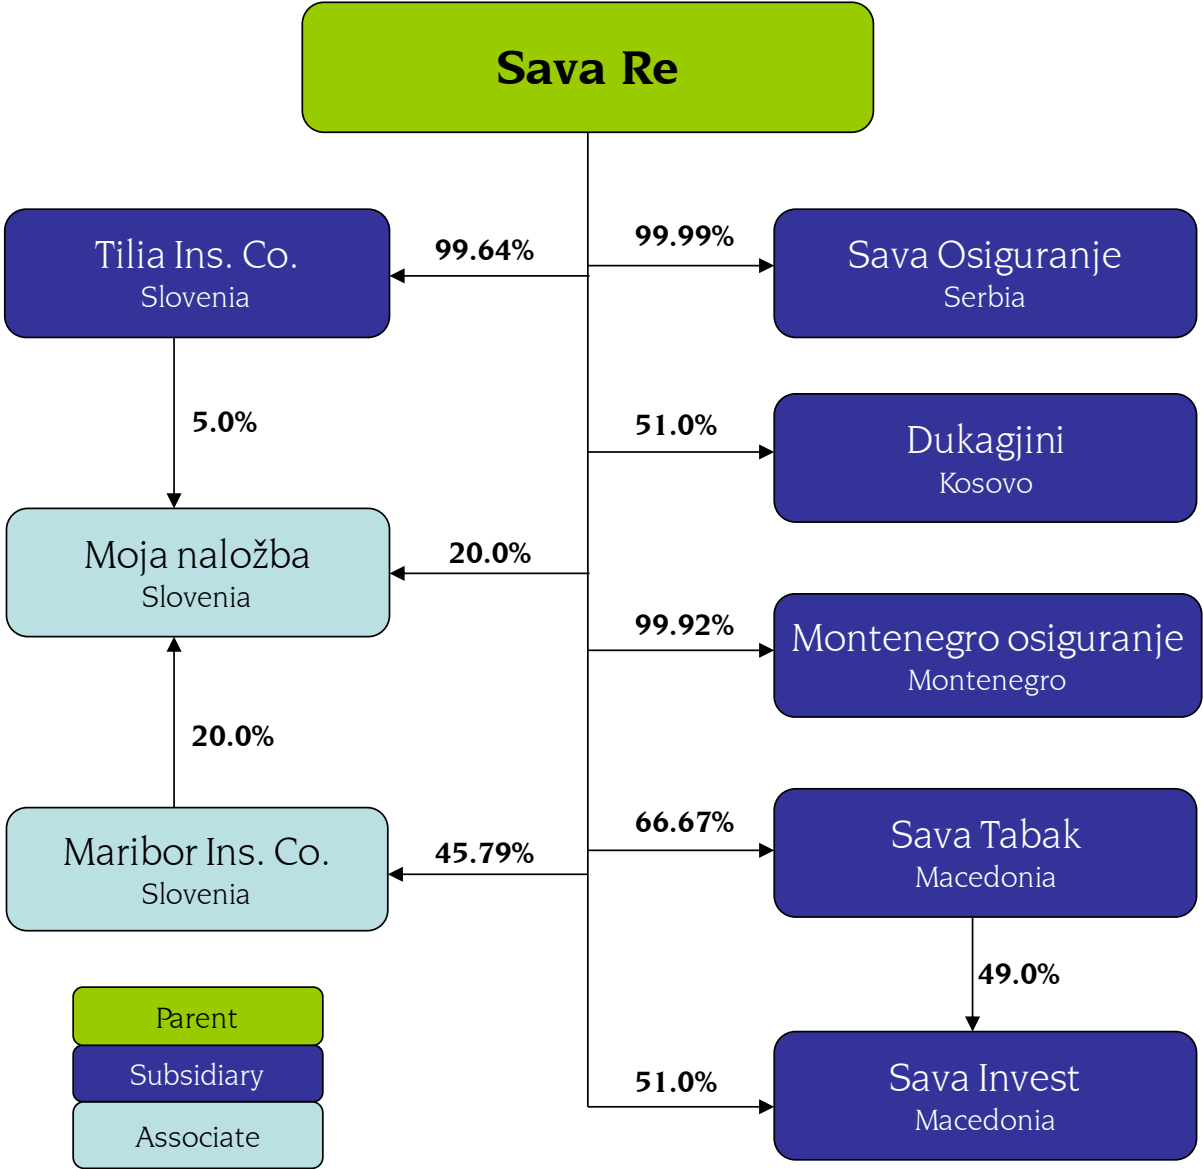 Sava Re
Tilia Ins. Co.
Slovenia
99.64%
99.99%
Sava Osiguranje
Serbia
5.0%
51.0%
Dukagjini
Kosovo
Moja naložba
Slovenia
20.0%
99.92%
Montenegro osiguranje
Montenegro
20.0%
Maribor Ins. Co.
Slovenia
45.79%
66.67%
Sava Tabak
Macedonia
49.0%
Parent
Subsidiary
Associate
51.0%
Sava Invest
Macedonia